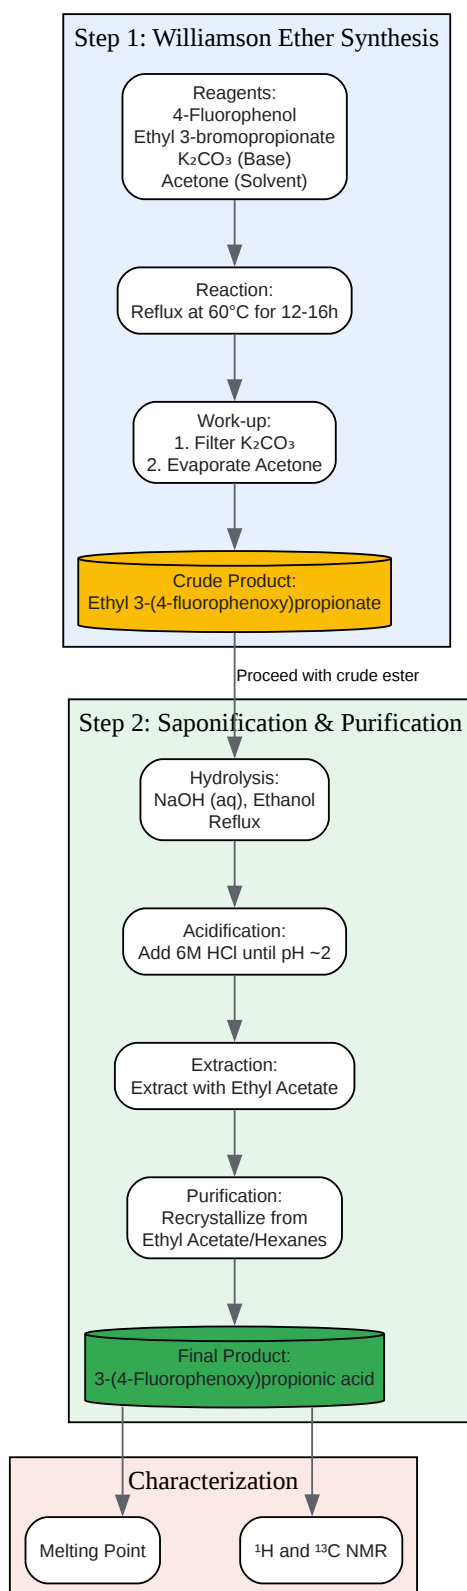 Step 1: Williamson Ether Synthesis
Reagents:
4-Fluorophenol
Ethyl 3-bromopropionate
K₂CO₃ (Base)
Acetone (Solvent)
Reaction:
Reflux at 60°C for 12-16h
Work-up:
1. Filter K₂CO₃
2. Evaporate Acetone
Crude Product:
Ethyl 3-(4-fluorophenoxy)propionate
Proceed with crude ester
Step 2: Saponification & Purification
Hydrolysis:
NaOH (aq), Ethanol
Reflux
Acidification:
Add 6M HCl until pH ~2
Extraction:
Extract with Ethyl Acetate
Purification:
Recrystallize from
Ethyl Acetate/Hexanes
Final Product:
3-(4-Fluorophenoxy)propionic acid
Characterization
Melting Point
¹H and ¹³C NMR